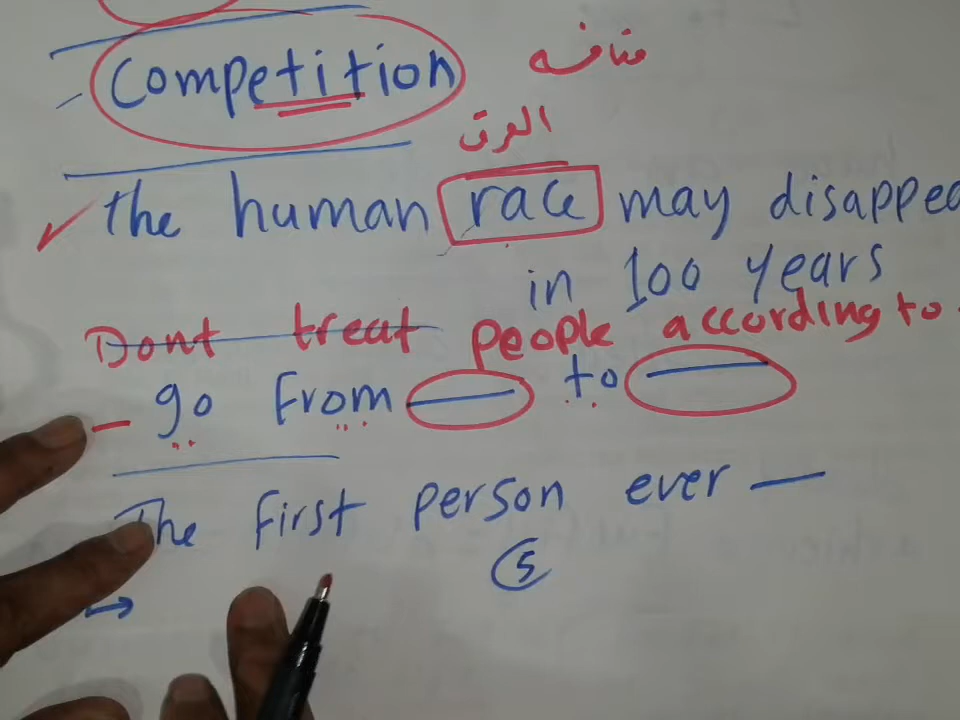 Competition منافسه
العرق
the human race may disappea
in 100 years
Dont treat people according to
- go From — to —
The First person ever —
5